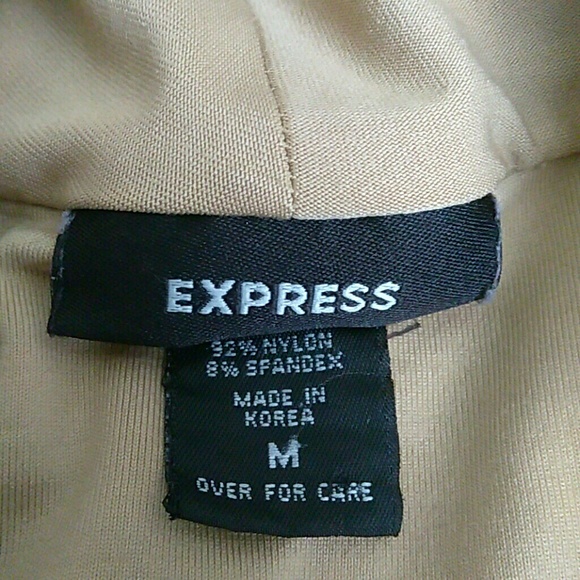 EXPRESS
92% NYLON
8% SPANDEX
MADE IN
KOREA
M
OVER FOR CARE